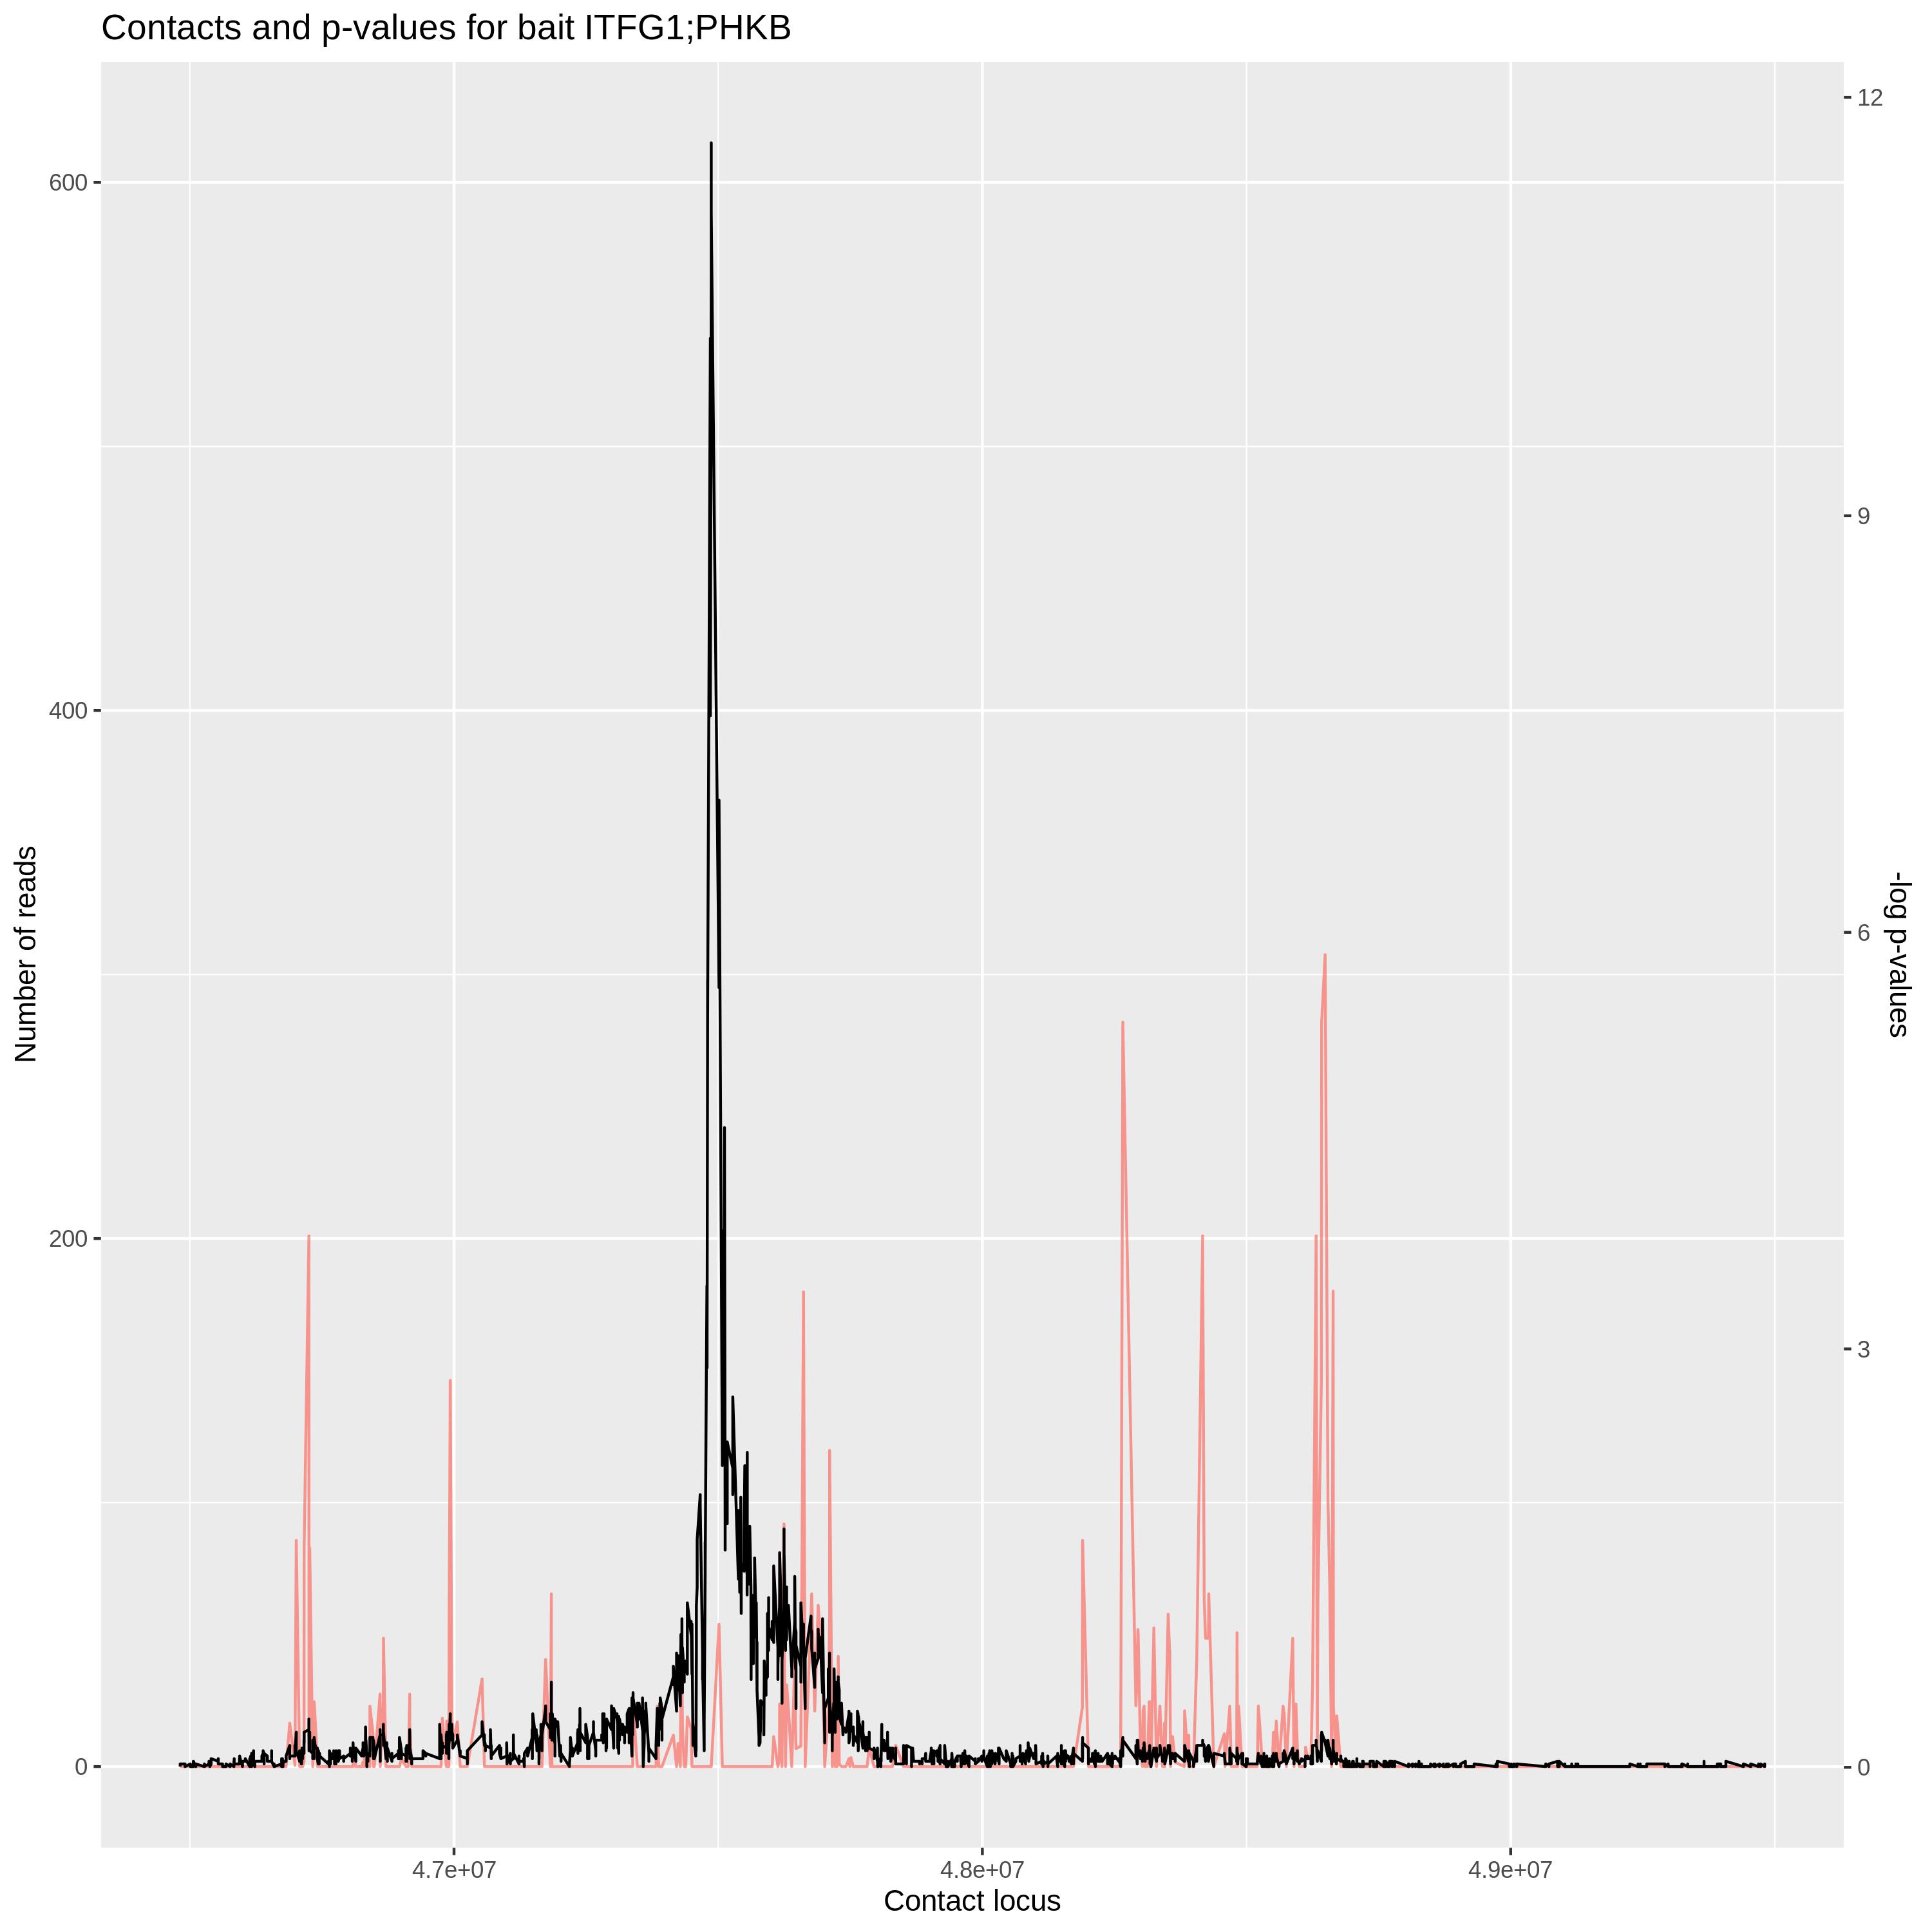 Contacts and p-values for bait ITFG1;PHKB
Number of reads
600
400
200
0
12
9
6
3
0
-log p-values
4.7e+07
4.8e+07
4.9e+07
Contact locus